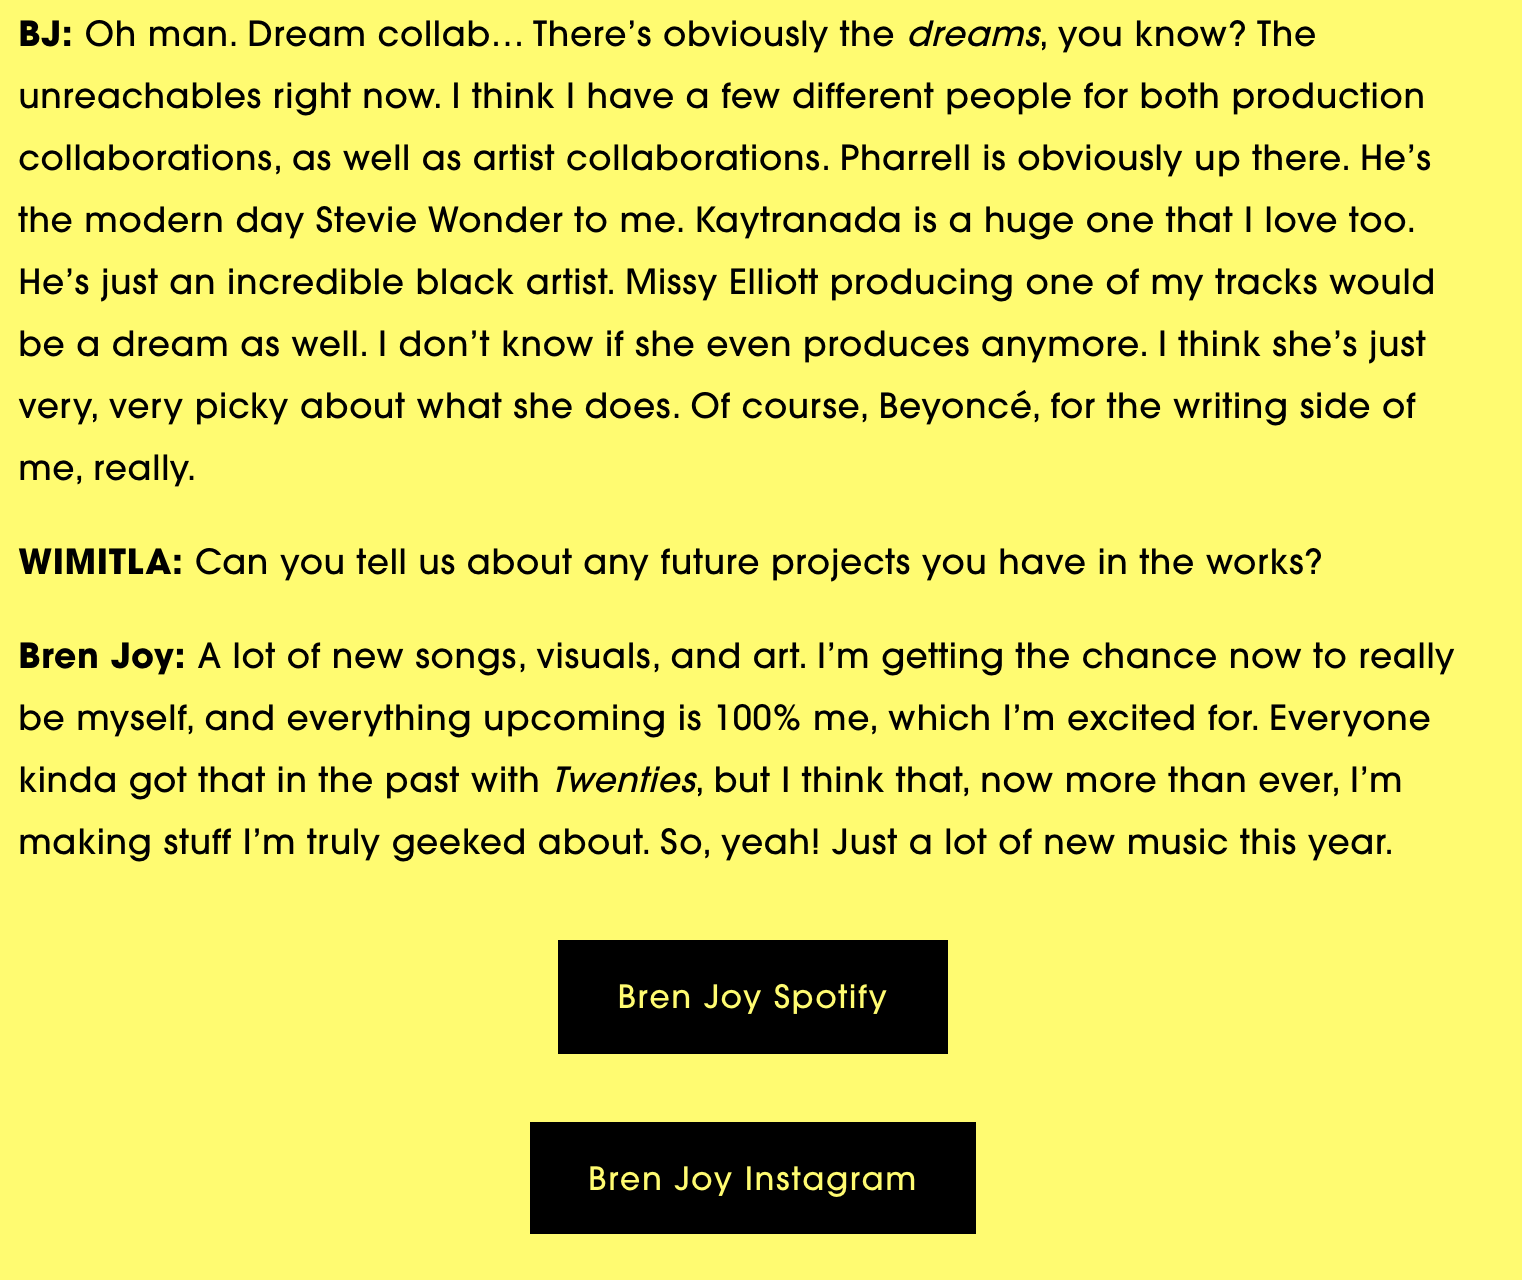 BJ: Oh man. Dream collab… There’s obviously the dreams, you know? The
unreachables right now. I think I have a few different people for both production
collaborations, as well as artist collaborations. Pharrell is obviously up there. He’s
the modern day Stevie Wonder to me. Kaytranada is a huge one that I love too.
He’s just an incredible black artist. Missy Elliott producing one of my tracks would
be a dream as well. I don’t know if she even produces anymore. I think she’s just
very, very picky about what she does. Of course, Beyoncé, for the writing side of
me, really.
WIMITLA: Can you tell us about any future projects you have in the works?
Bren Joy: A lot of new songs, visuals, and art. I’m getting the chance now to really
be myself, and everything upcoming is 100% me, which I’m excited for. Everyone
kinda got that in the past with Twenties, but I think that, now more than ever, I’m
making stuff I’m truly geeked about. So, yeah! Just a lot of new music this year.
Bren Joy Spotify
Bren Joy Instagram